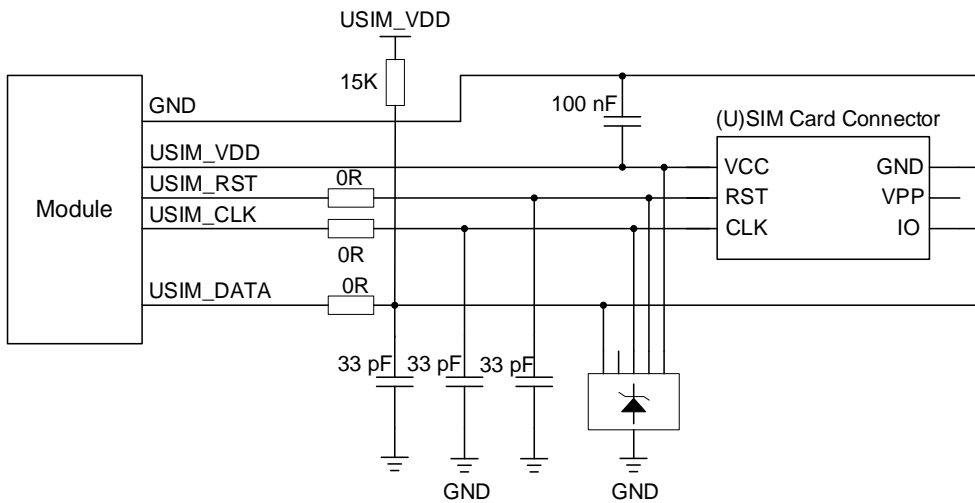 USIM_VDD
15K
GND
100 nF
(U)SIM Card Connector
USIM_VDD
VCC
GND
USIM_RST
0R
RST
VPP
Module
USIM_CLK
CLK
IO
0R
USIM_DATA
0R
33 pF
33 pF
33 pF
GND
GND